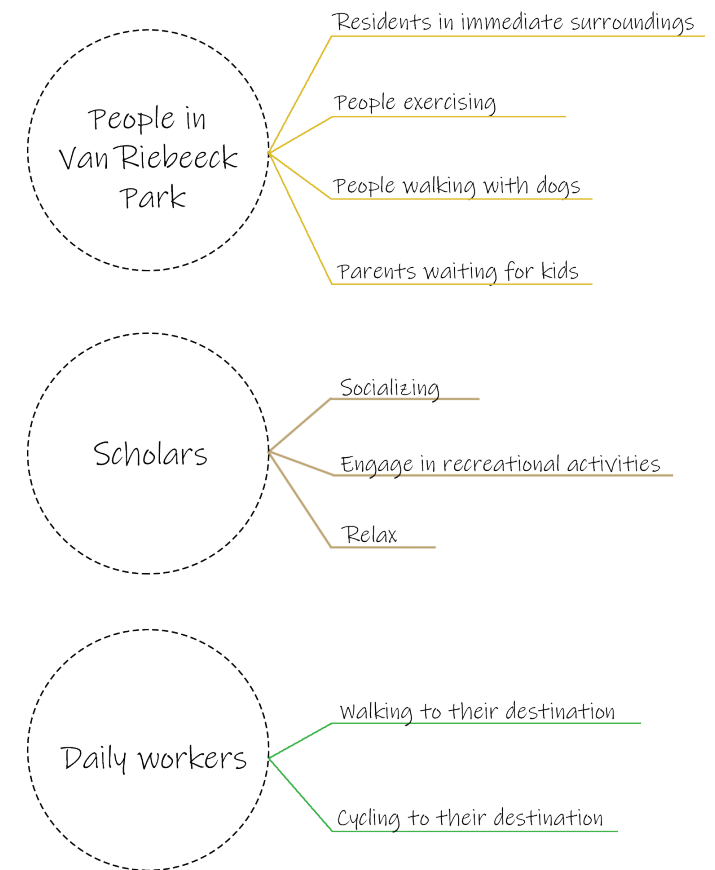 People in
Van Riebeeck
Park
Residents in immediate surroundings
People exercising
People walking with dogs
Parents waiting for kids
Scholars
Socializing
Engage in recreational activities
Relax
Daily workers
Walking to their destination
Cycling to their destination